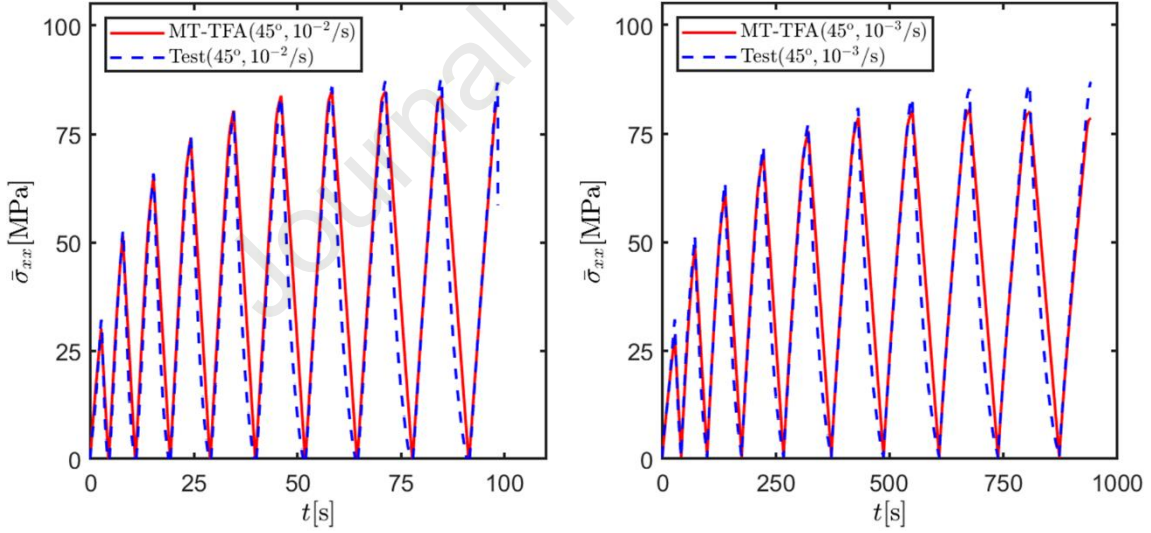 MT-TFA(45°, 10⁻²/s)
Test(45°, 10⁻²/s)
100
75
50
25
0
σ̄ₓₓ[MPa]
0 25 50 75 100
t[s]
MT-TFA(45°, 10⁻³/s)
Test(45°, 10⁻³/s)
100
75
50
25
0
σ̄ₓₓ[MPa]
0 250 500 750 1000
t[s]
Journal